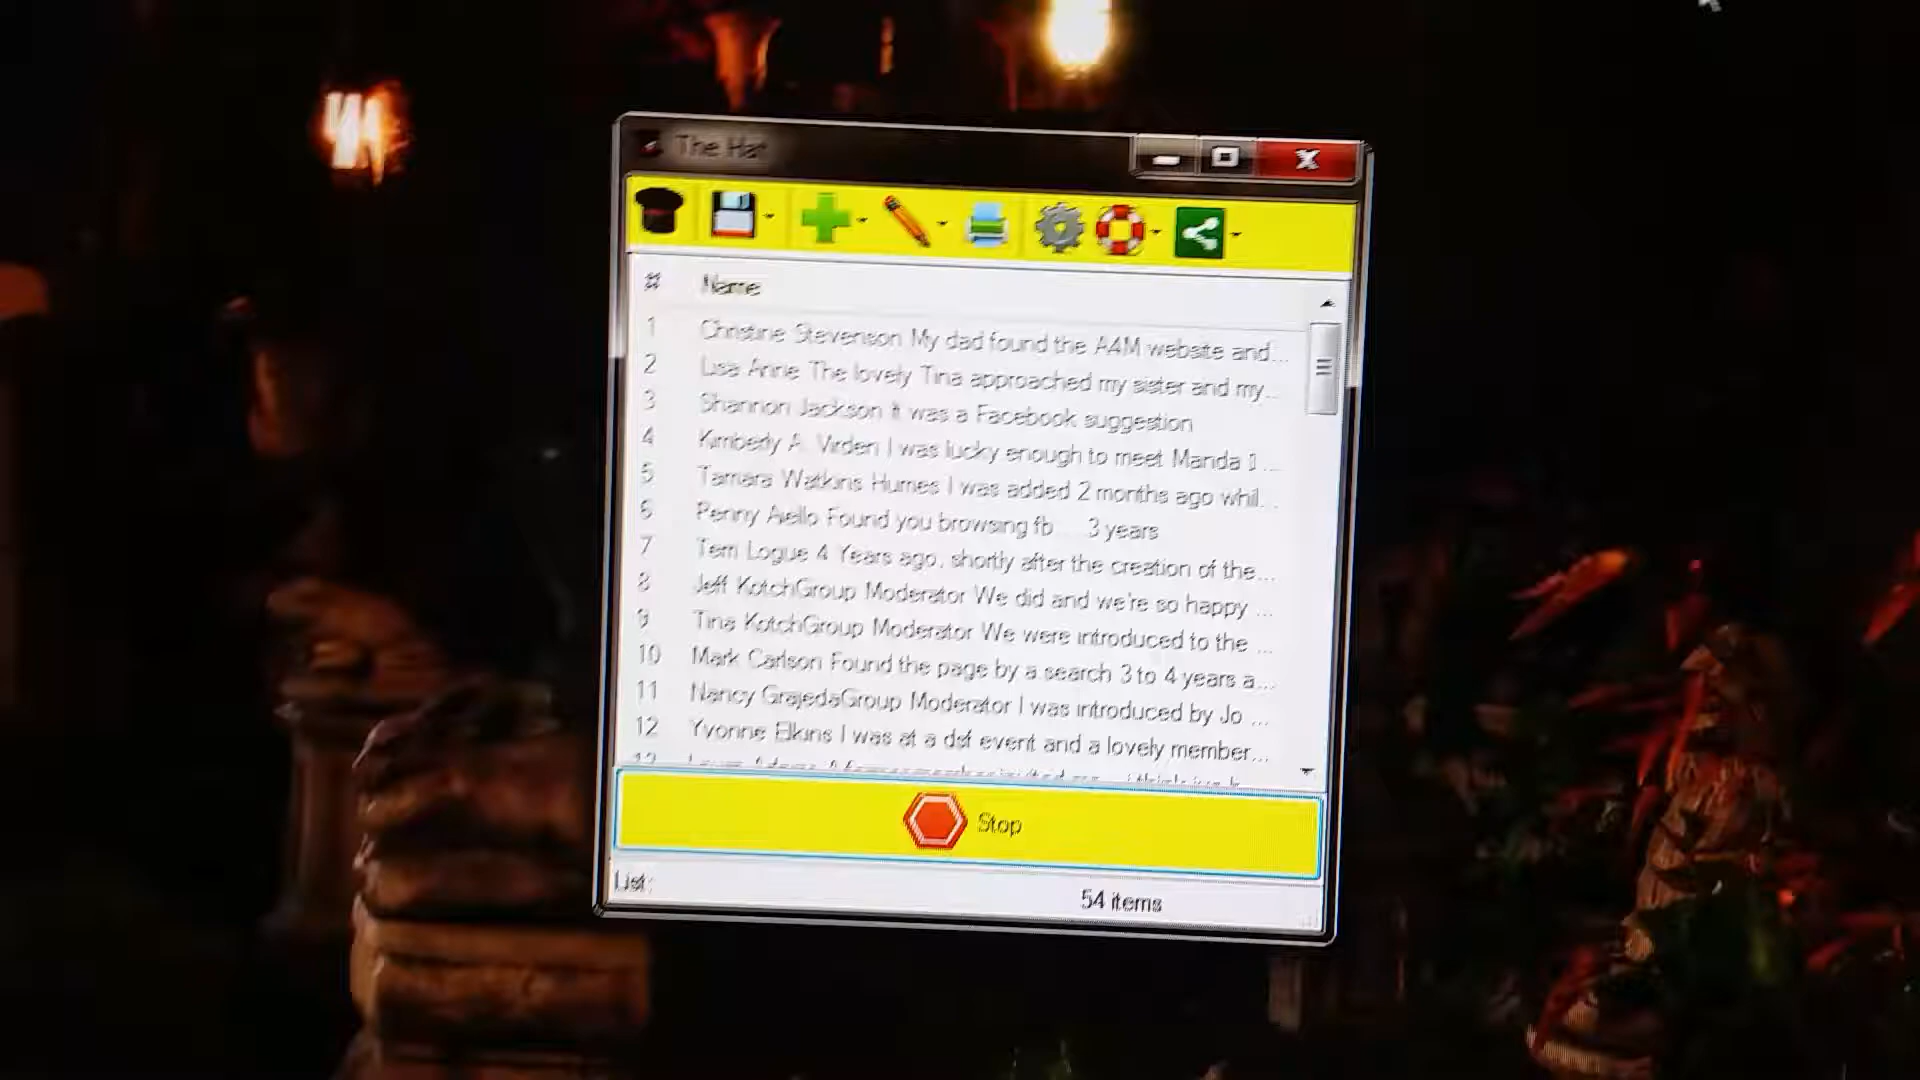 The Hat
# Name
1 Christine Stevenson My dad found the A4M website and...
2 Lisa Anne The lovely Tina approached my sister and my...
3 Shannon Jackson It was a Facebook suggestion
4 Kimberly A. Virden I was lucky enough to meet Manda ...
5 Tamara Watkins Humes I was added 2 months ago whil...
6 Penny Aiello Found you browsing fb ... 3 years
7 Terri Logue 4 Years ago, shortly after the creation of the...
8 Jeff KotchGroup Moderator We did and we're so happy ...
9 Tina KotchGroup Moderator We were introduced to the ...
10 Mark Carlson Found the page by a search 3 to 4 years a...
11 Nancy GrajedaGroup Moderator I was introduced by Jo ...
12 Yvonne Elkins I was at a dsf event and a lovely member...
13
Stop
List: 54 items